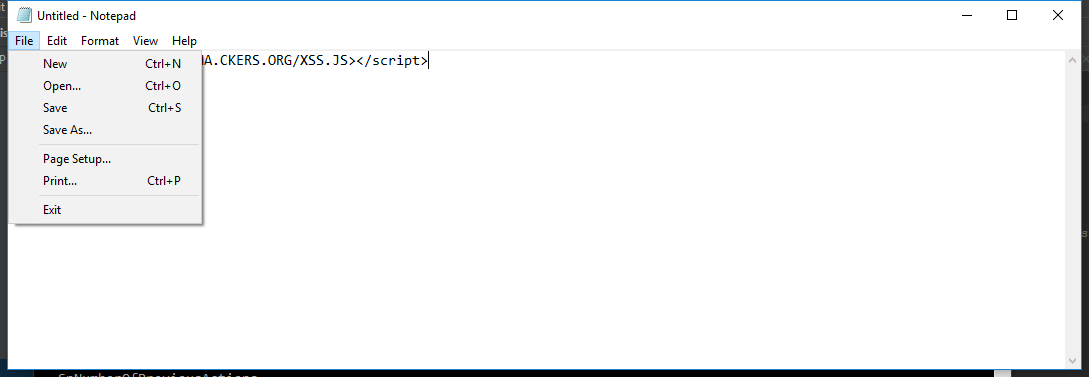 Untitled - Notepad
File Edit Format View Help
A.CKERS.ORG/XSS.JS></script>
New Ctrl+N
Open... Ctrl+O
Save Ctrl+S
Save As...
Page Setup...
Print... Ctrl+P
Exit